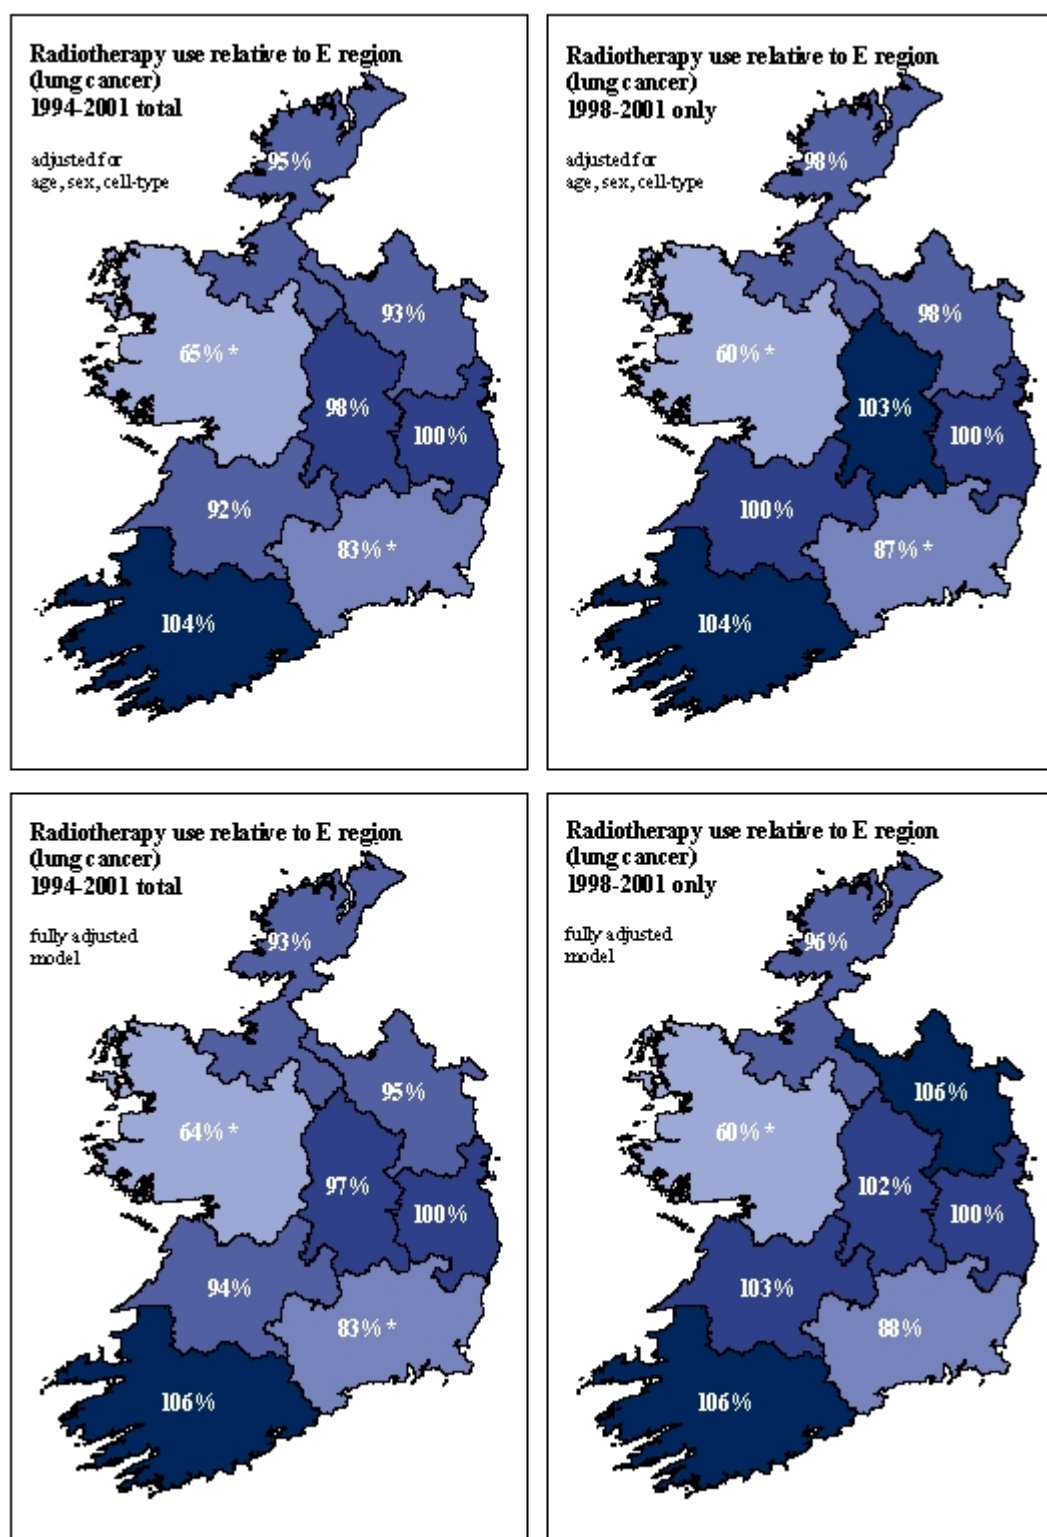 Radiotherapy use relative to E region
(lung cancer)
1994-2001 total
adjusted for
age, sex, cell-type
95%
93%
65% *
98%
100%
92%
83% *
104%
Radiotherapy use relative to E region
(lung cancer)
1998-2001 only
adjusted for
age, sex, cell-type
98%
98%
60% *
103%
100%
100%
87% *
104%
Radiotherapy use relative to E region
(lung cancer)
1994-2001 total
fully adjusted
model
93%
95%
64% *
97%
100%
94%
83% *
106%
Radiotherapy use relative to E region
(lung cancer)
1998-2001 only
fully adjusted
model
96%
106%
60% *
102%
100%
103%
88%
106%